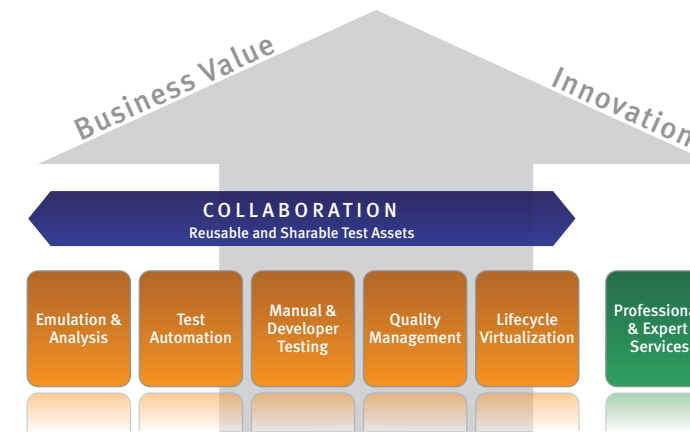 Business Value
Innovation
COLLABORATION
Reusable and Sharable Test Assets
Emulation &
Analysis
Test
Automation
Manual &
Developer
Testing
Quality
Management
Lifecycle
Virtualization
Professional
& Expert
Services